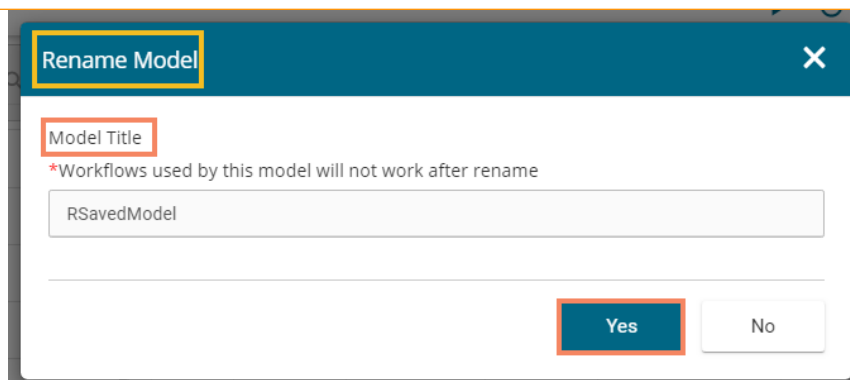 Rename Model
Model Title
*Workflows used by this model will not work after rename
RSavedModel
Yes No